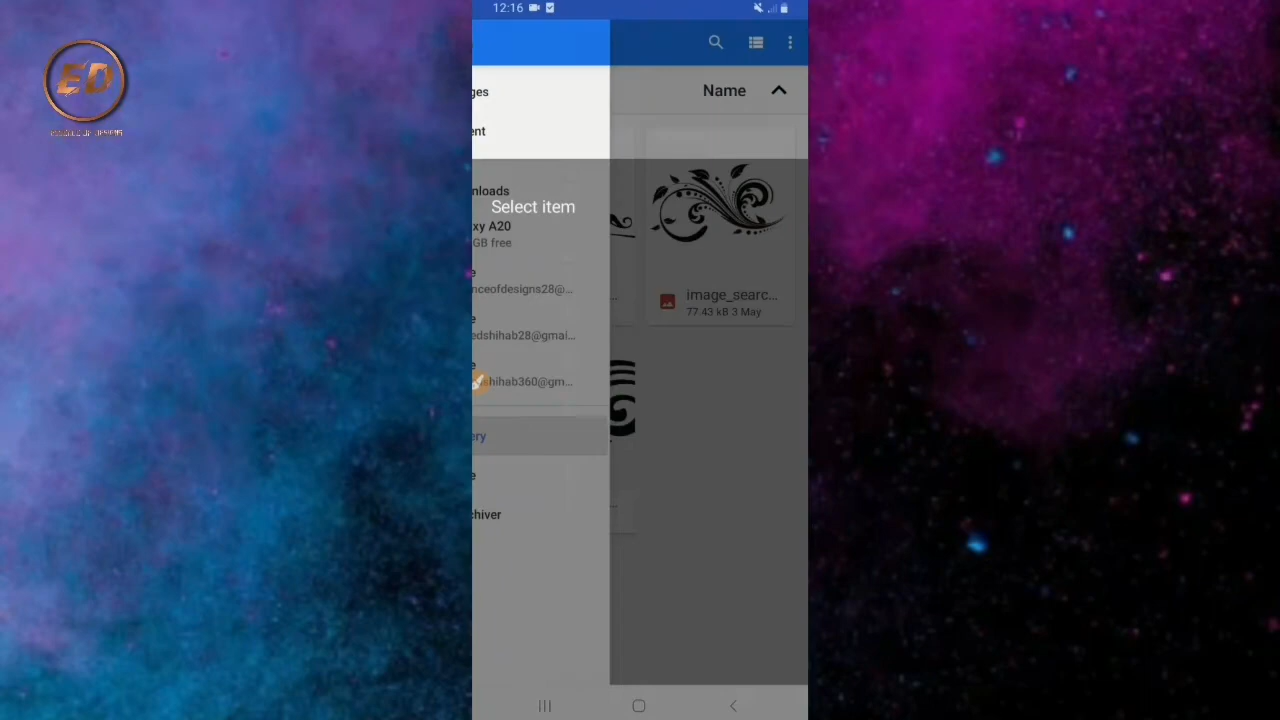 12:16
ED
ges
Name
ent
nloads
Select item
xy A20
GB free
e
nceofdesigns28@...
image_searc...
77.43 kB 3 May
e
edshihab28@gmai...
e
shihab360@gm...
ery
e
chiver